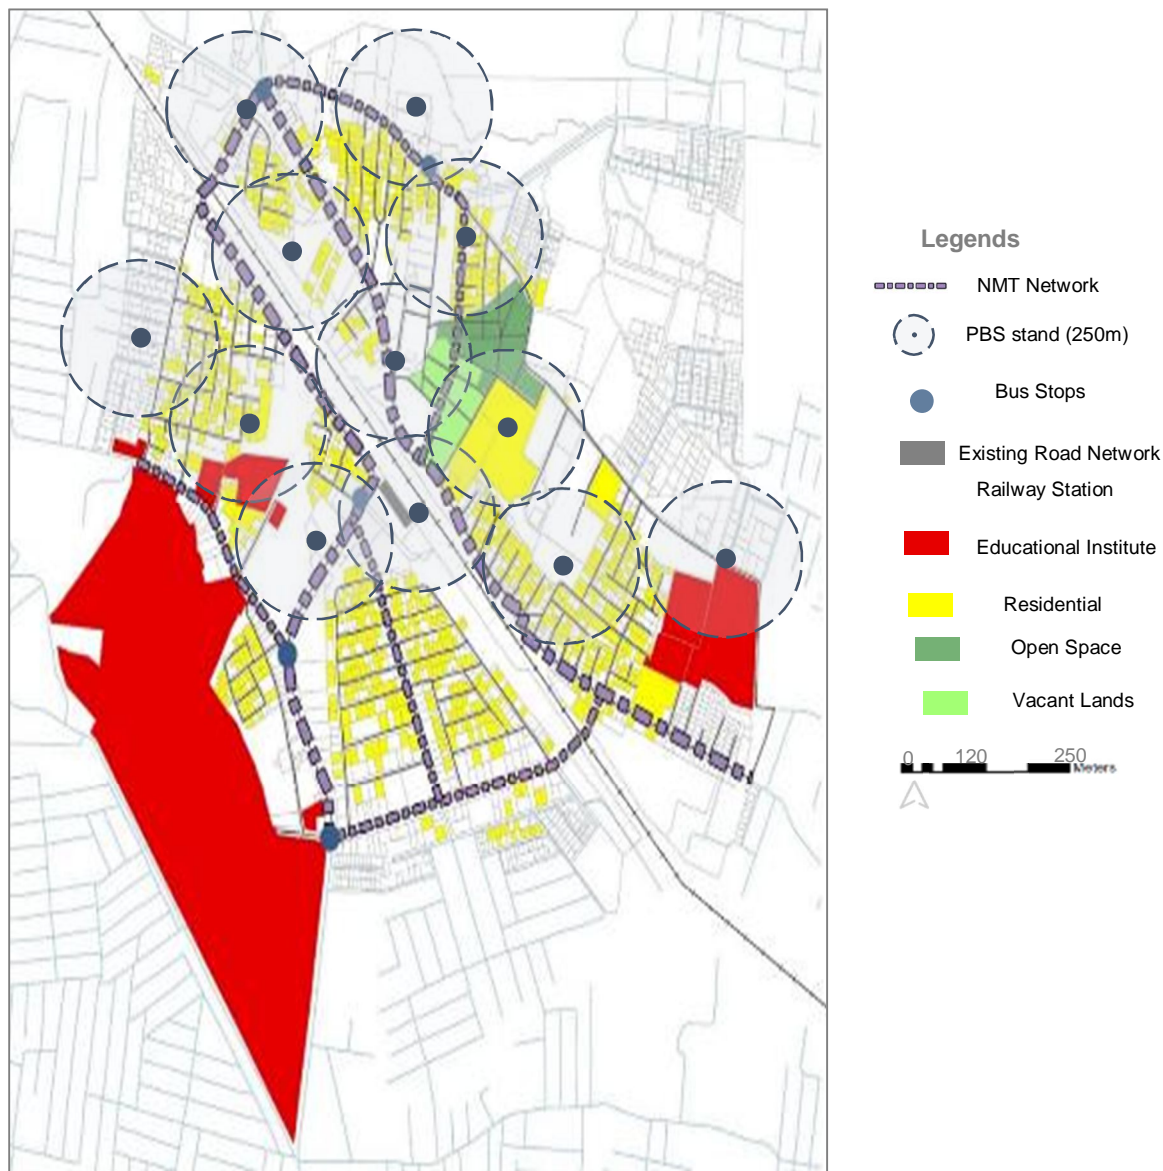 Legends
NMT Network
PBS stand (250m)
Bus Stops
Existing Road Network
Railway Station
Educational Institute
Residential
Open Space
Vacant Lands
0 120 250
Meters